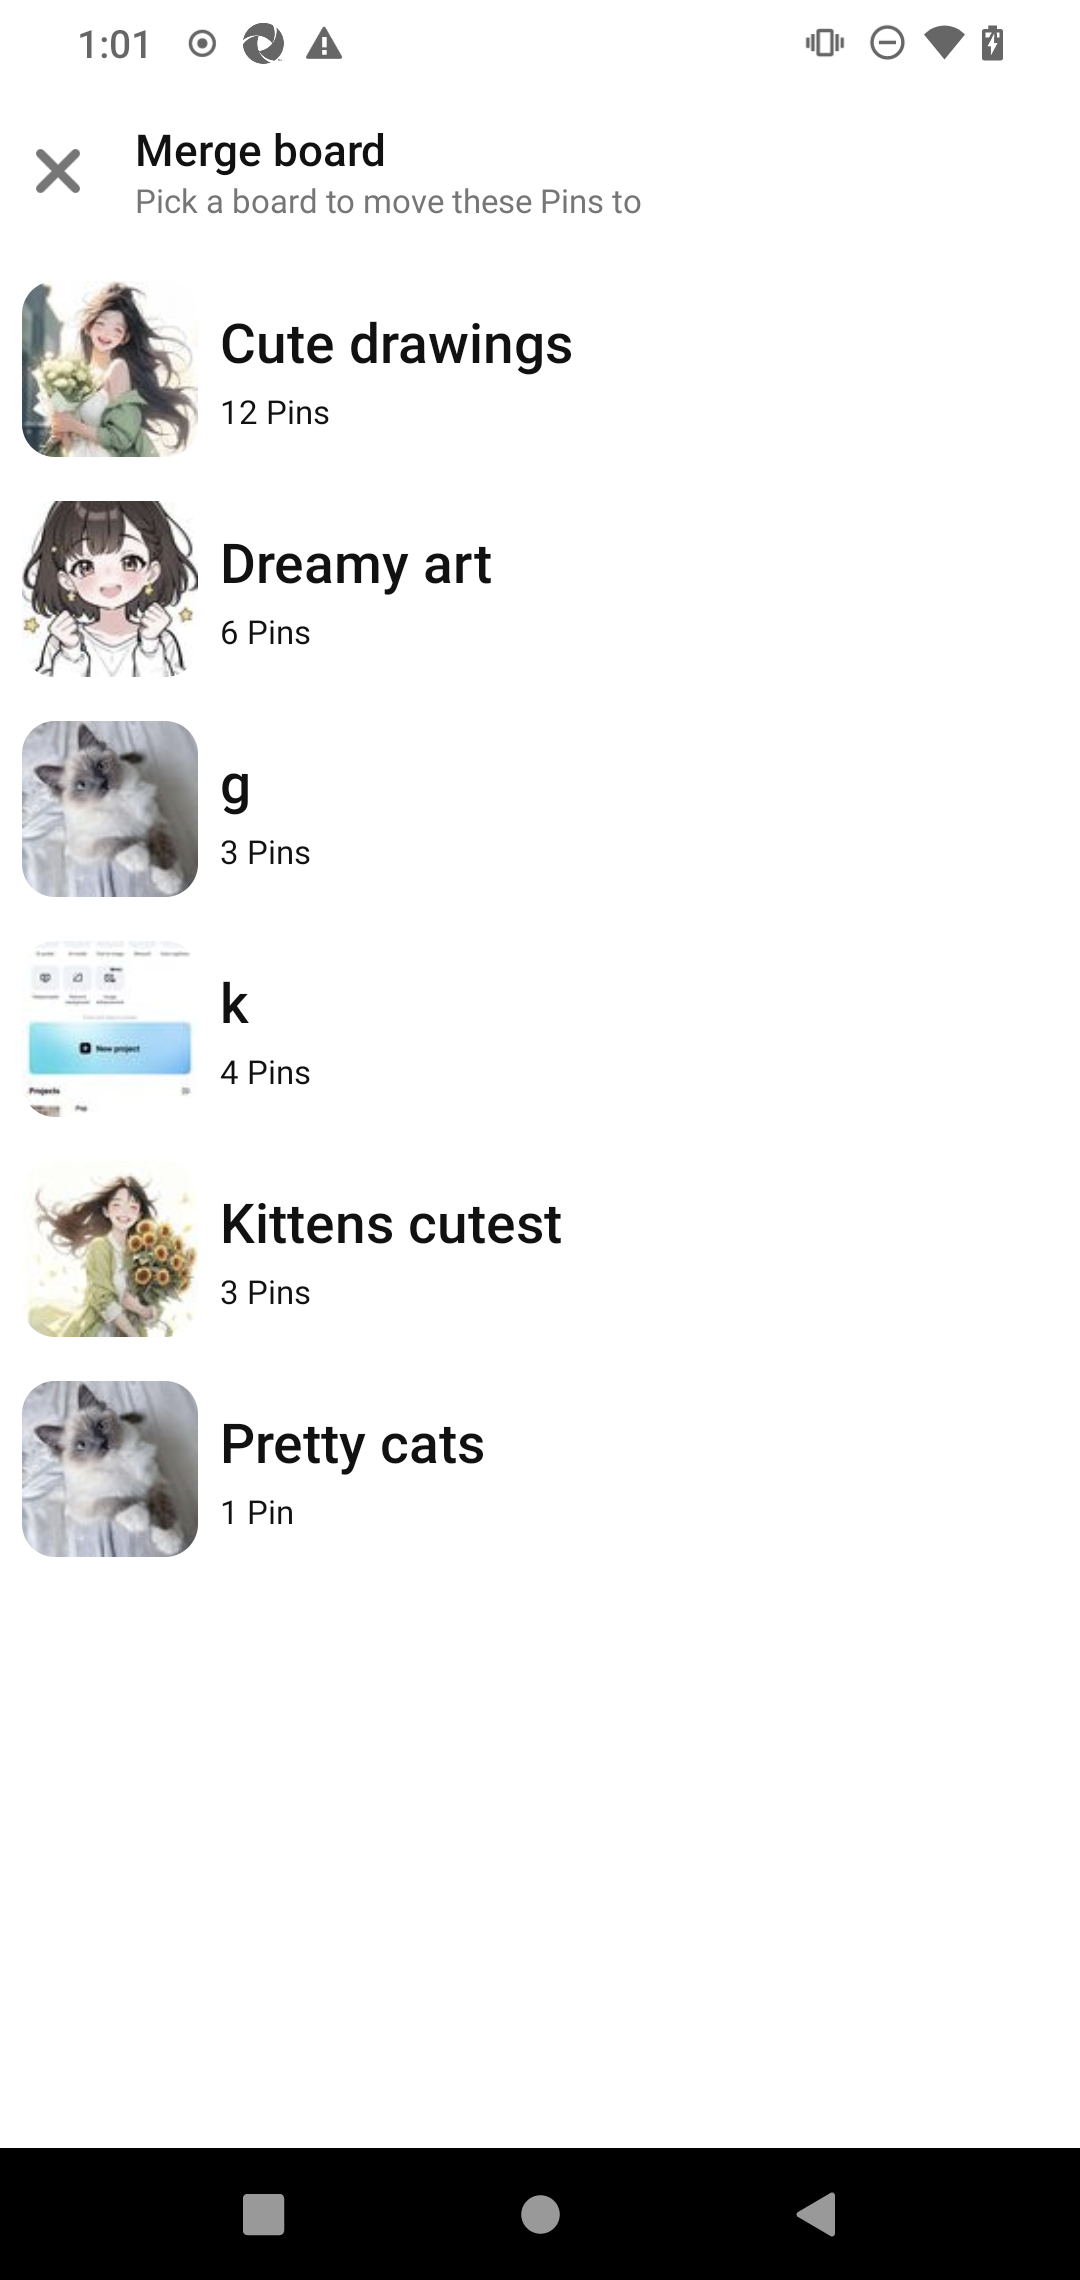 1:01
Merge board
Pick a board to move these Pins to
Cute drawings
12 Pins
Dreamy art
6 Pins
g
3 Pins
k
4 Pins
New project
Projects
Pop
Kittens cutest
3 Pins
Pretty cats
1 Pin